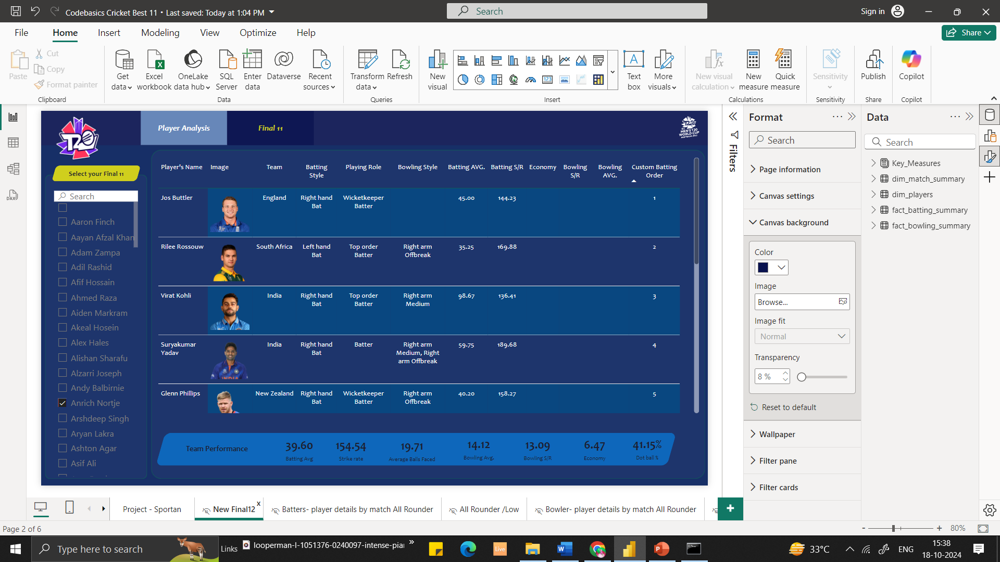 Codebasics Cricket Best 11 • Last saved: Today at 1:04 PM
Search
Sign in
File
Home
Insert
Modeling
View
Optimize
Help
Share
Paste
Cut
Copy
Format painter
Clipboard
Get data
Excel workbook
OneLake data hub
SQL Server
Enter data
Dataverse
Recent sources
Data
Transform data
Refresh
Queries
New visual
Text box
More visuals
Insert
New visual calculation
New measure
Quick measure
Calculations
Sensitivity
Sensitivity
Publish
Share
Copilot
Copilot
T20
Player Analysis
Final 11
ICC
MEN'S T20
WORLD CUP
AUSTRALIA 2022
Select your Final 11
Search
Aaron Finch
Aayan Afzal Khan
Adam Zampa
Adil Rashid
Afif Hossain
Ahmed Raza
Aiden Markram
Akeal Hosein
Alex Hales
Alishan Sharafu
Alzarri Joseph
Andy Balbirnie
Anrich Nortje
Arshdeep Singh
Aryan Lakra
Ashton Agar
Asif Ali
Player's Name Image Team Batting Style Playing Role Bowling Style Batting AVG. Batting S/R Economy Bowling S/R Bowling AVG. Custom Batting Order
Jos Buttler England Right hand Bat Wicketkeeper Batter 45.00 144.23 1
Rilee Rossouw South Africa Left hand Bat Top order Batter Right arm Offbreak 35.25 169.88 2
Virat Kohli India Right hand Bat Top order Batter Right arm Medium 98.67 136.41 3
Suryakumar Yadav India Right hand Bat Batter Right arm Medium, Right arm Offbreak 59.75 189.68 4
Glenn Phillips New Zealand Right hand Bat Wicketkeeper Batter Right arm Offbreak 40.20 158.27 5
INDIA
Team Performance
39.60 154.54 19.71 14.12 13.09 6.47 41.15%
Batting Avg Strike rate Average Balls Faced Bowling Avg. Bowling S/R Economy Dot ball %
Filters
Format
Search
Page information
Canvas settings
Canvas background
Color
Image
Browse...
Image fit
Normal
Transparency
8 %
Reset to default
Wallpaper
Filter pane
Filter cards
Data
Search
Key_Measures
dim_match_summary
dim_players
fact_batting_summary
fact_bowling_summary
Project - Sportan
New Final12
Batters- player details by match All Rounder
All Rounder /Low
Bowler- player details by match All Rounder
Page 2 of 6
- + 80%
Type here to search
Links
looperman-l-1051376-0240097-intense-pia
Live
33°C
ENG
15:38
18-10-2024